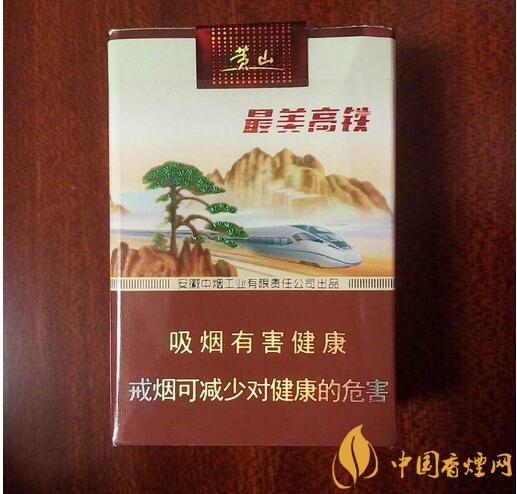 黄山
最美高铁
安徽中烟工业有限责任公司出品
吸烟有害健康
戒烟可减少对健康的危害
中国香烟网